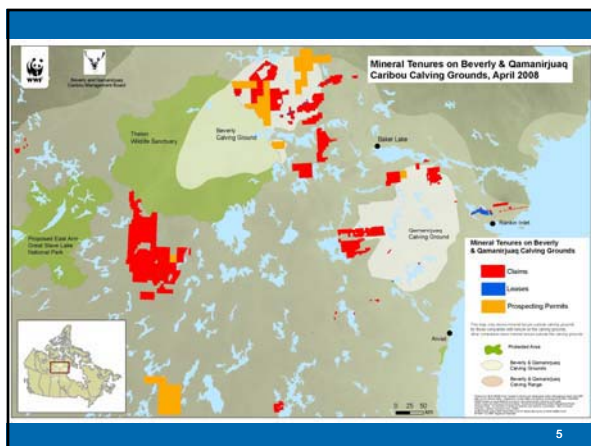 WWF
Beverly and Qamanirjuaq
Caribou Management Board
Mineral Tenures on Beverly & Qamanirjuaq
Caribou Calving Grounds, April 2008
Thelon
Wildlife Sanctuary
Beverly
Calving Ground
Baker Lake
Proposed East Arm
Great Slave Lake
National Park
Qamanirjuaq
Calving Ground
Rankin Inlet
Arviat
Mineral Tenures on Beverly
& Qamanirjuaq Calving Grounds
Claims
Leases
Prospecting Permits
Protected Area
Beverly & Qamanirjuaq
Calving Grounds
Beverly & Qamanirjuaq
Calving Range
0 25 50
km
5